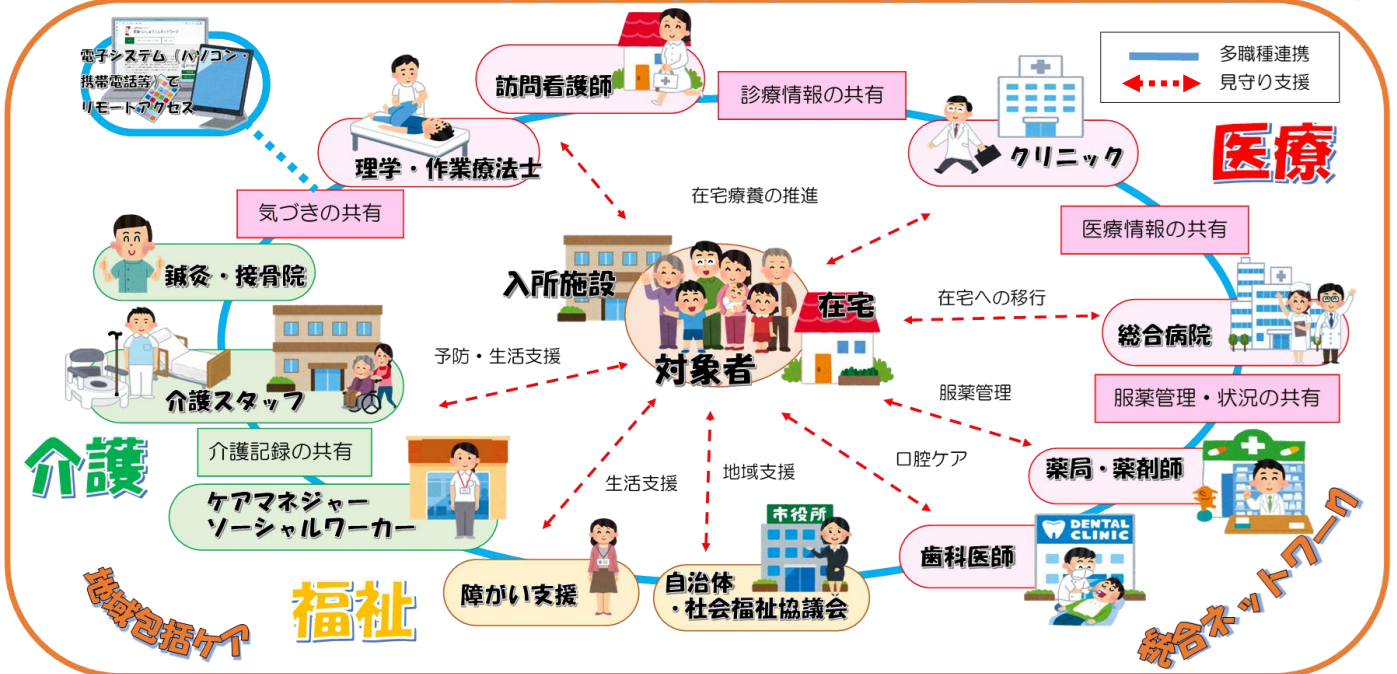 電子システム（パソコン・
携帯電話等）で
リモートアクセス
訪問看護師
診療情報の共有
多職種連携
見守り支援
理学・作業療法士
クリニック
医療
気づきの共有
在宅療養の推進
医療情報の共有
鍼灸・接骨院
入所施設
在宅
対象者
在宅への移行
総合病院
予防・生活支援
介護スタッフ
服薬管理
服薬管理・状況の共有
介護
介護記録の共有
ケアマネジャー
ソーシャルワーカー
生活支援
地域支援
口腔ケア
薬局・薬剤師
市役所
DENTAL
CLINIC
歯科医師
福祉
障がい支援
自治体
・社会福祉協議会
地域包括ケア
統合ネットワーク